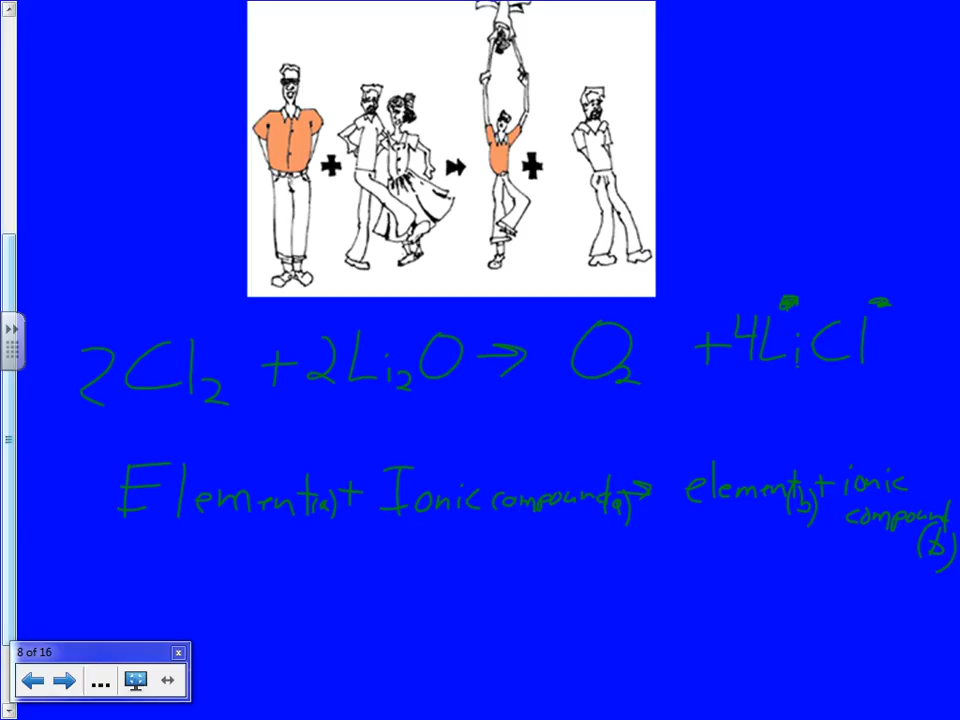 2Cl₂ + 2Li₂O → O₂ + 4LiCl
Element(a) + Ionic compound(a) → element(b) + ionic
compound
(b)
8 of 16